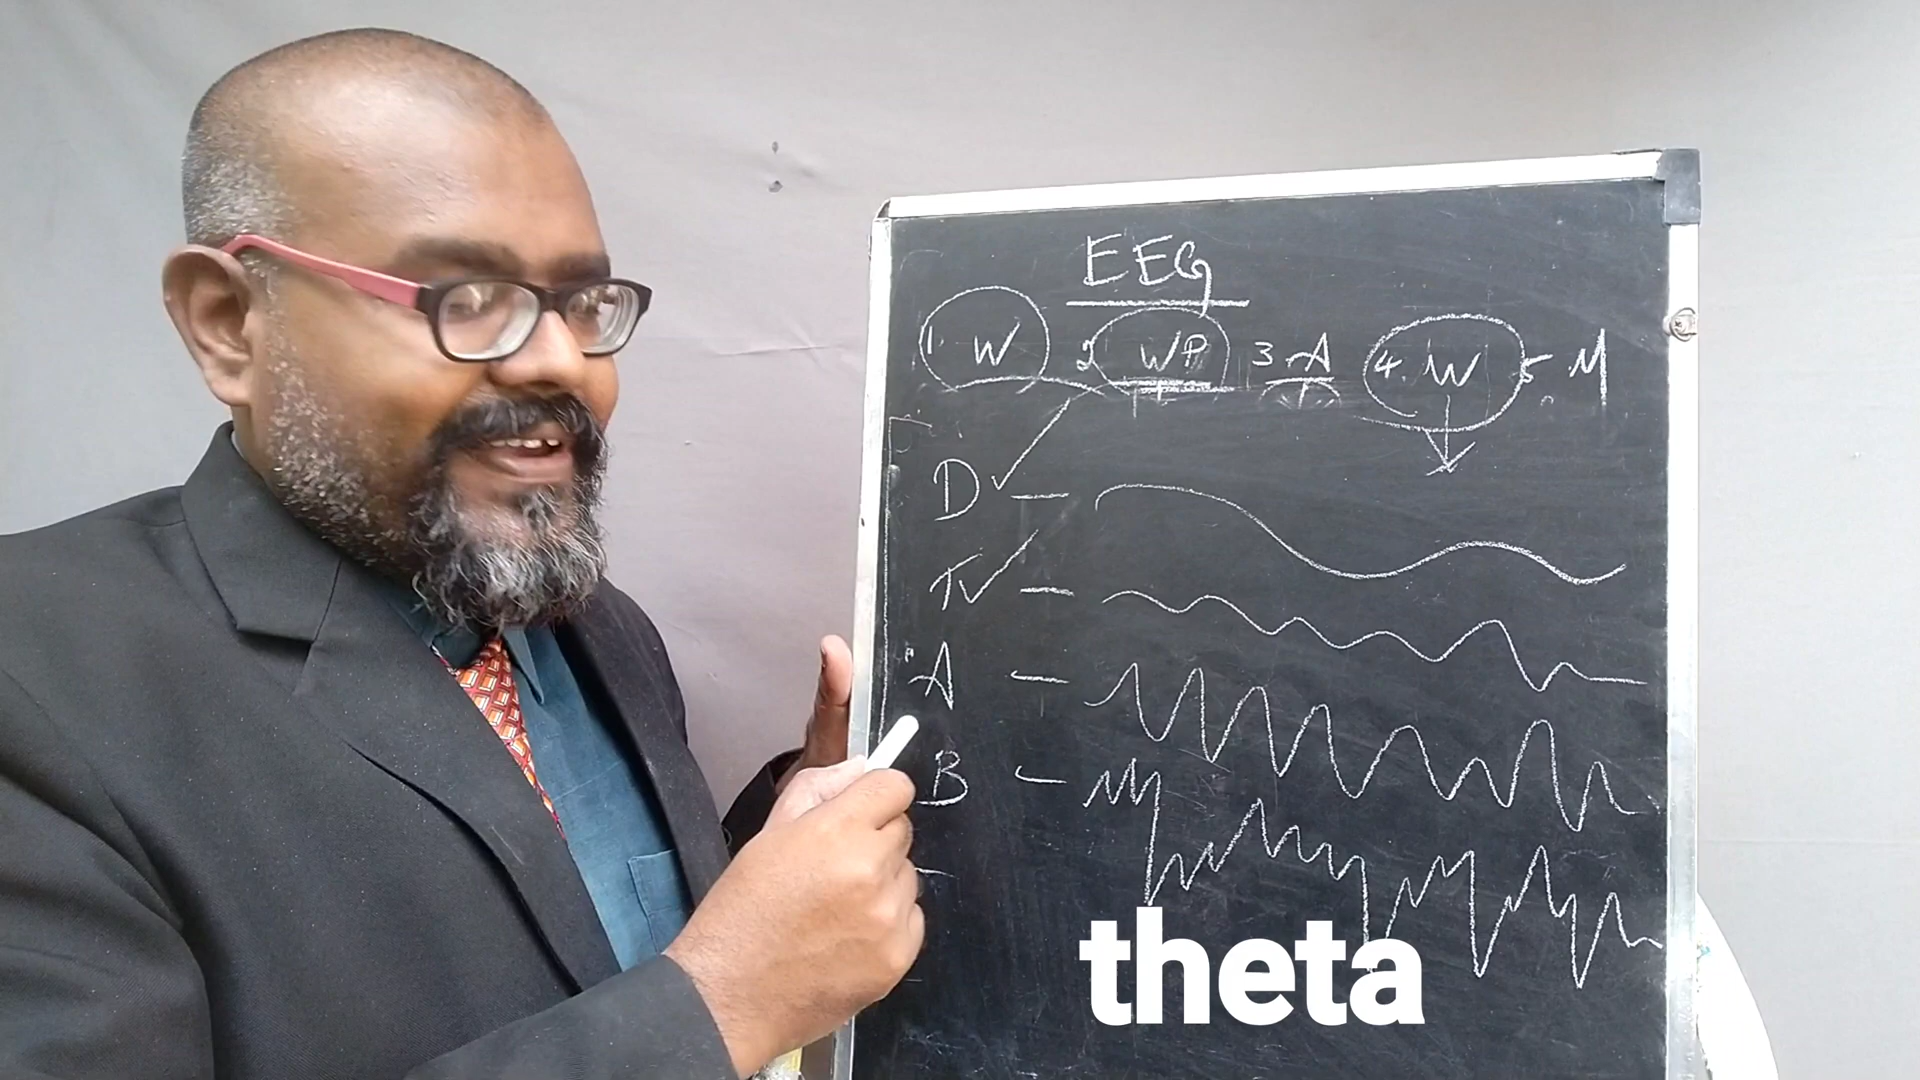 EEG
1. W 2 WP 3 A 4. W 5. M
D -
T -
A -
B -
theta